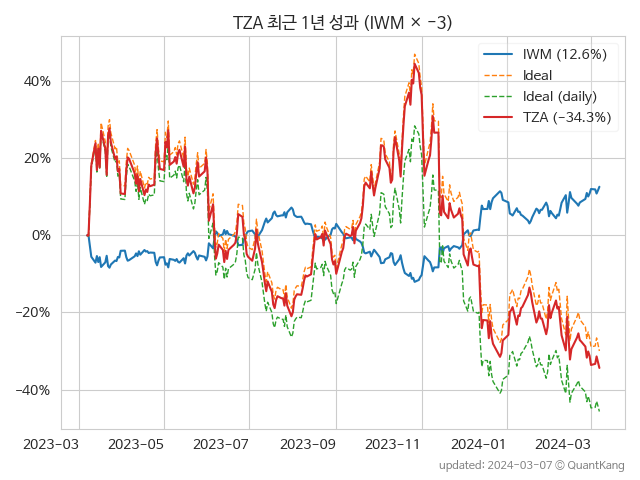 TZA 최근 1년 성과 (IWM × -3)
IWM (12.6%)
Ideal
Ideal (daily)
TZA (-34.3%)
40%
20%
0%
-20%
-40%
2023-03 2023-05 2023-07 2023-09 2023-11 2024-01 2024-03
updated: 2024-03-07 © QuantKang